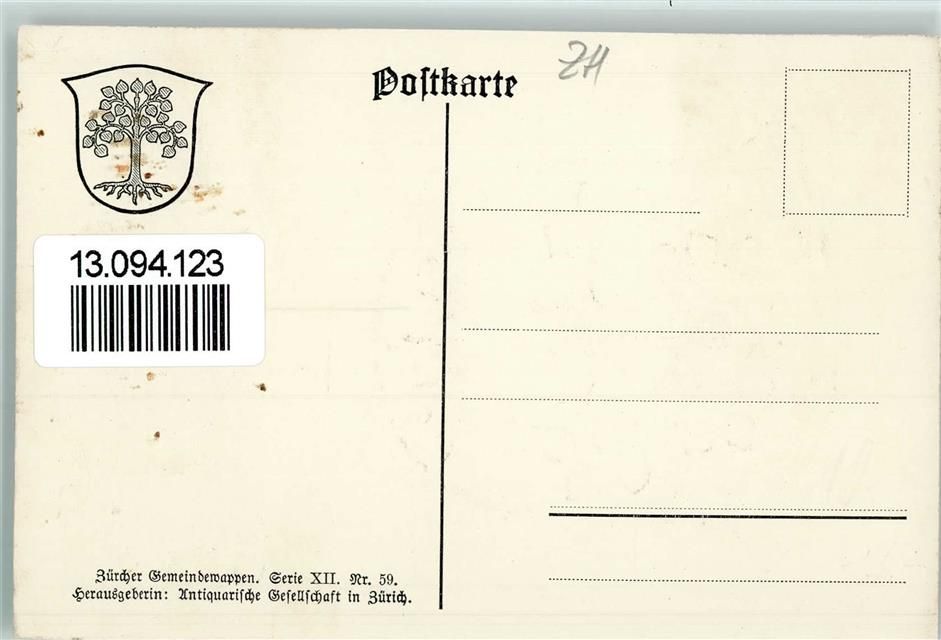 Postkarte
ZH
13.094.123
Zürcher Gemeindewappen. Serie XII. Nr. 59.
Herausgeberin: Antiquarische Gesellschaft in Zürich.